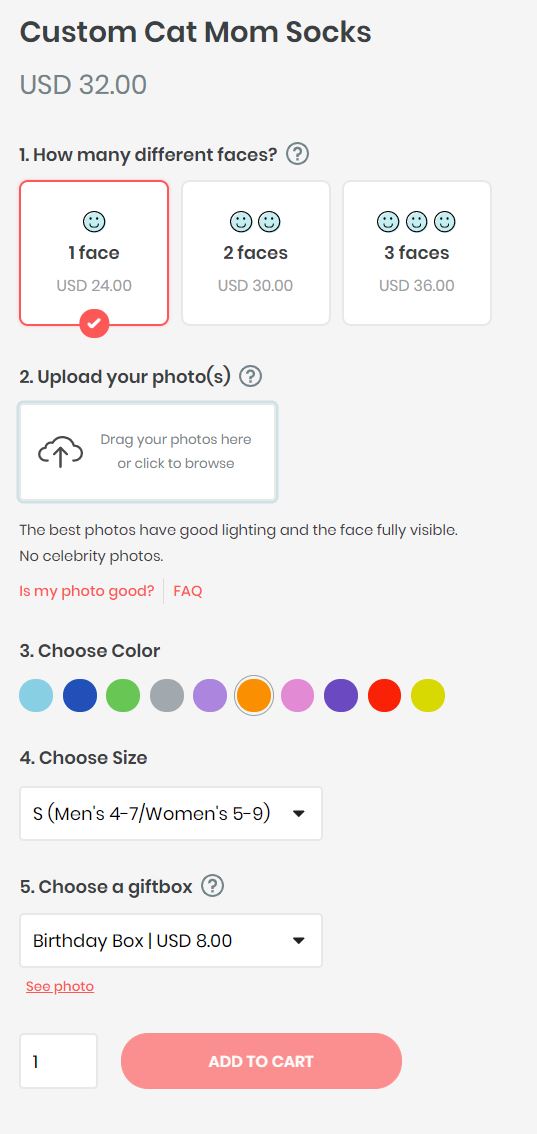 Custom Cat Mom Socks
USD 32.00
1. How many different faces? ?
1 face
USD 24.00
2 faces
USD 30.00
3 faces
USD 36.00
2. Upload your photo(s) ?
Drag your photos here
or click to browse
The best photos have good lighting and the face fully visible.
No celebrity photos.
Is my photo good? FAQ
3. Choose Color
4. Choose Size
S (Men's 4-7/Women's 5-9)
5. Choose a giftbox ?
Birthday Box | USD 8.00
See photo
1
ADD TO CART